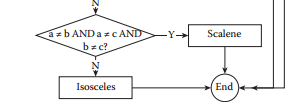 N
a ≠ b AND a ≠ c AND
b ≠ c?
Y
Scalene
N
Isosceles
End